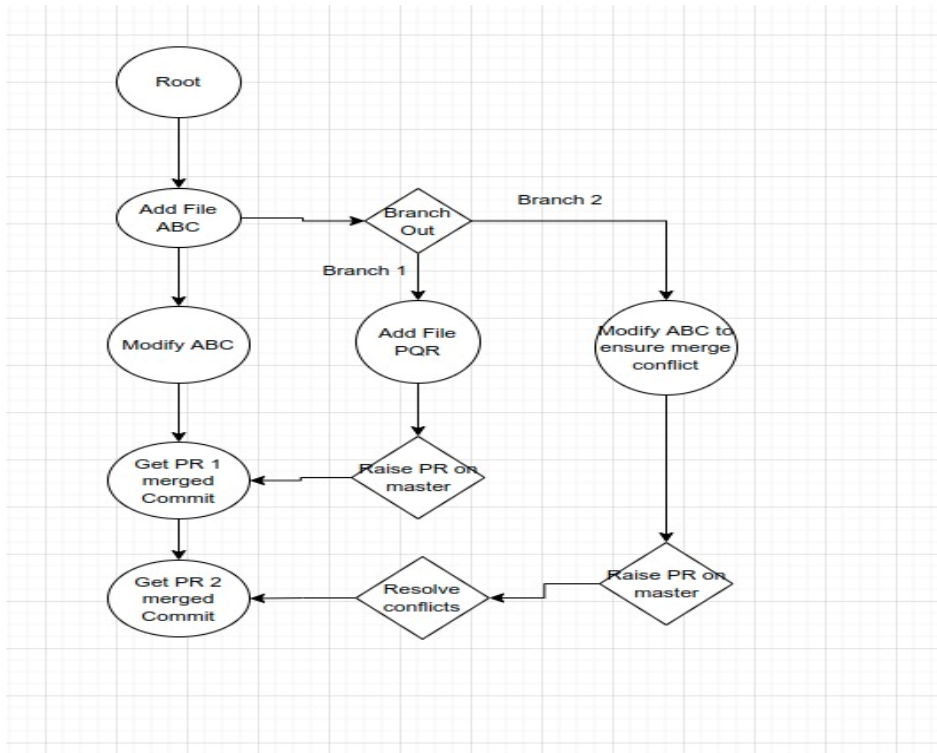 Root
Add File
ABC
Branch
Out
Branch 2
Branch 1
Modify ABC
Add File
PQR
Modify ABC to
ensure merge
conflict
Get PR 1
merged
Commit
Raise PR on
master
Get PR 2
merged
Commit
Resolve
conflicts
Raise PR on
master